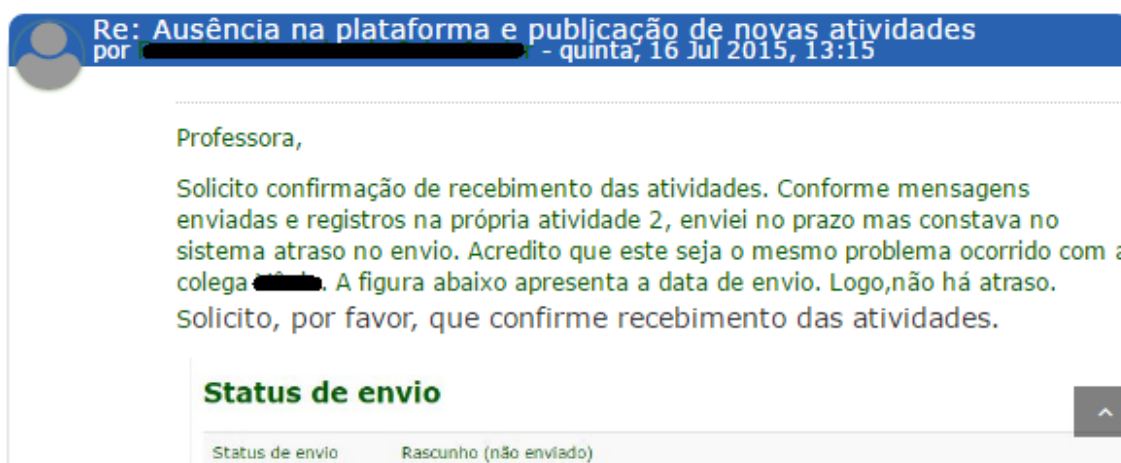 Re: Ausência na plataforma e publicação de novas atividades
por - quinta, 16 Jul 2015, 13:15
Professora,
Solicito confirmação de recebimento das atividades. Conforme mensagens
enviadas e registros na própria atividade 2, enviei no prazo mas constava no
sistema atraso no envio. Acredito que este seja o mesmo problema ocorrido com a
colega . A figura abaixo apresenta a data de envio. Logo,não há atraso.
Solicito, por favor, que confirme recebimento das atividades.
Status de envio
Status de envio Rascunho (não enviado)